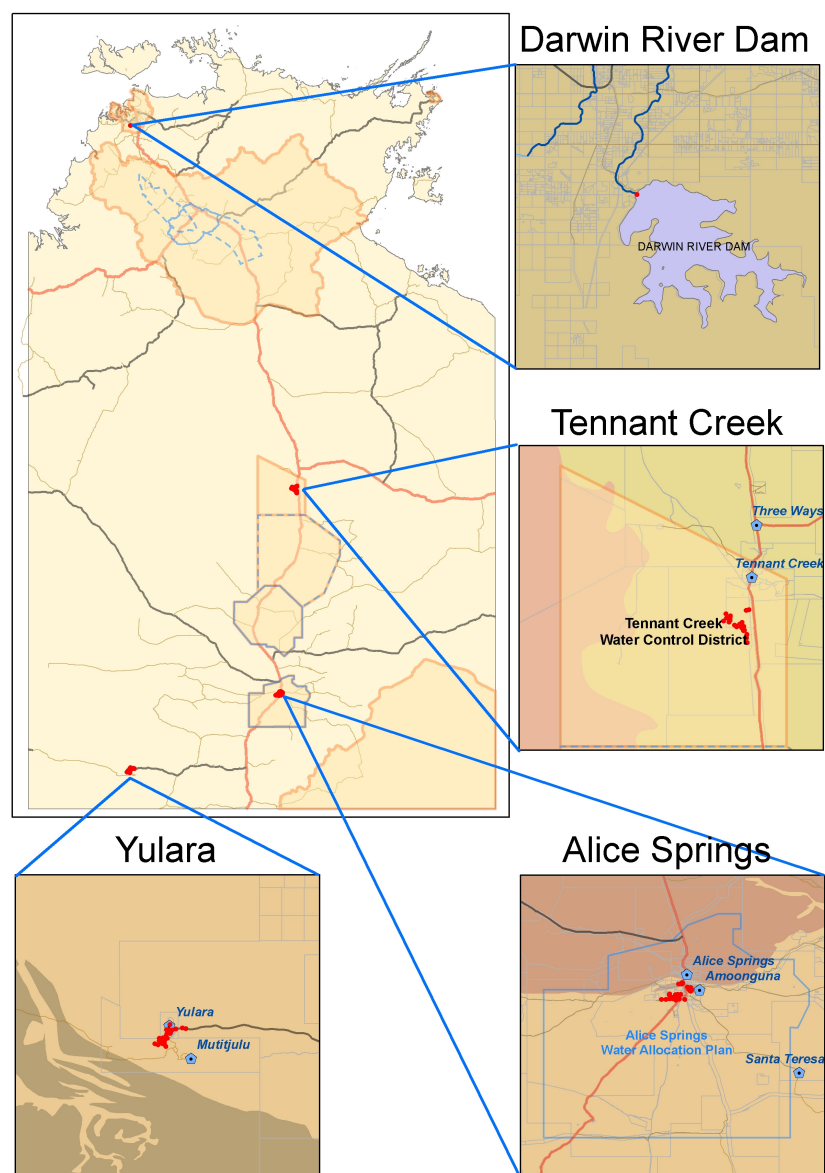 Darwin River Dam
DARWIN RIVER DAM
Tennant Creek
Three Ways
Tennant Creek
Tennant Creek
Water Control District
Yulara
Yulara
Mutitjulu
Alice Springs
Alice Springs
Amoonguna
Alice Springs
Water Allocation Plan
Santa Teresa